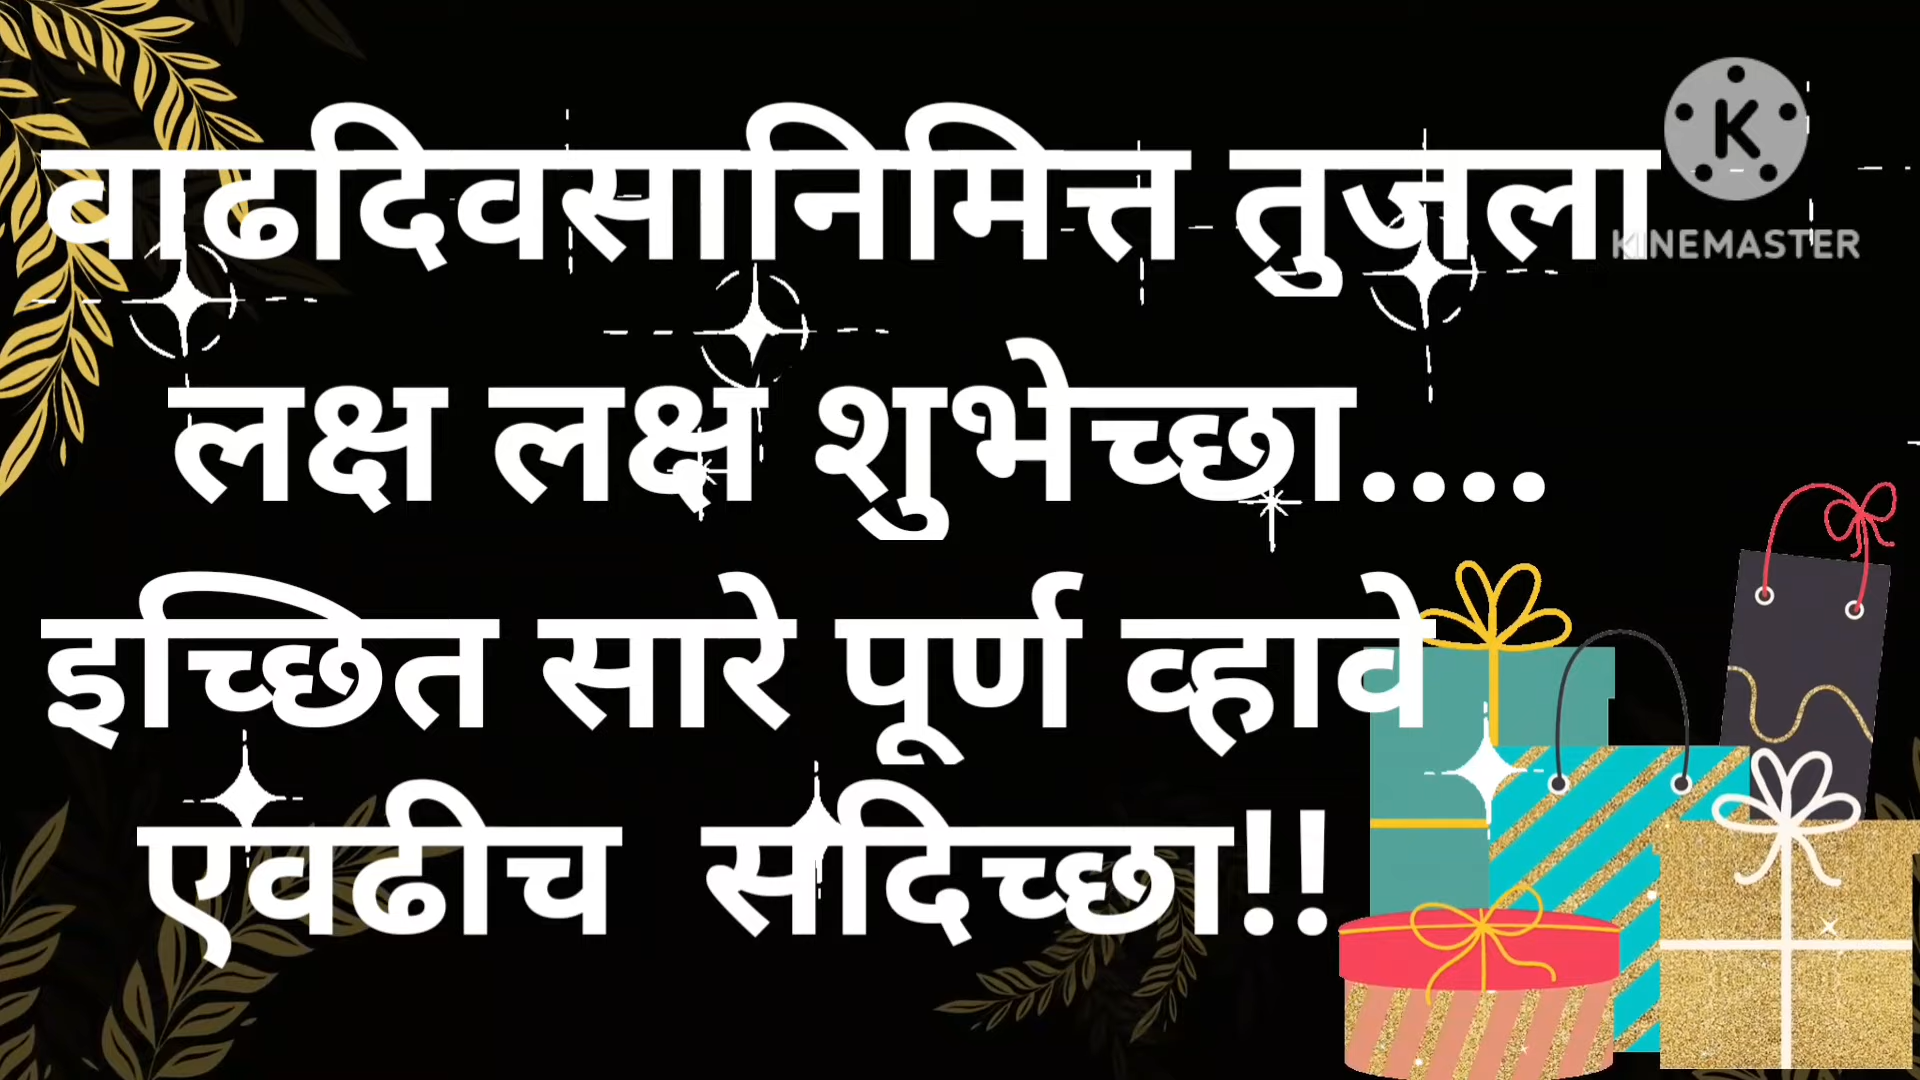 वाढदिवसानिमित्त तुजला
KINEMASTER
लक्ष लक्ष शुभेच्छा....
इच्छित सारे पूर्ण व्हावे
एवढीच सदिच्छा!!